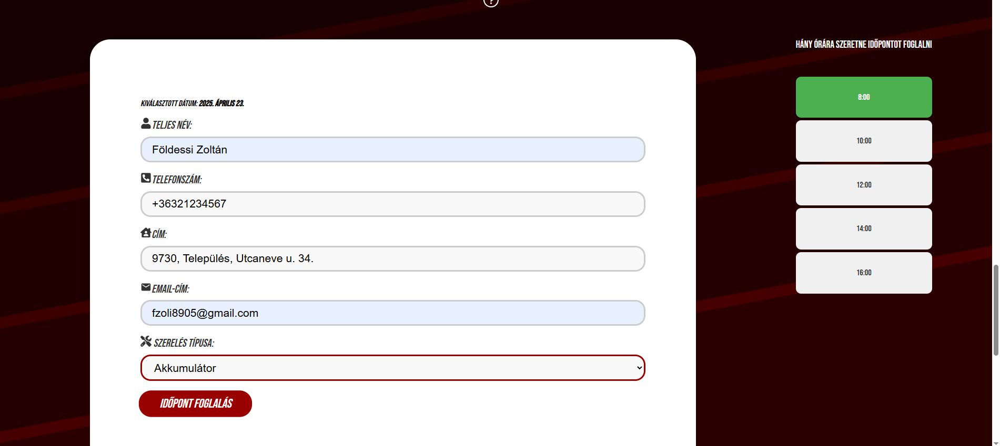 ?
KIVÁLASZTOTT DÁTUM: 2025. ÁPRILIS 23.
TELJES NÉV:
Földessi Zoltán
TELEFONSZÁM:
+36321234567
CÍM:
9730, Település, Utcaneve u. 34.
EMAIL-CÍM:
fzoli8905@gmail.com
SZERELÉS TÍPUSA:
Akkumulátor
IDŐPONT FOGLALÁS
HÁNY ÓRÁRA SZERETNE IDŐPONTOT FOGLALNI
8:00
10:00
12:00
14:00
16:00